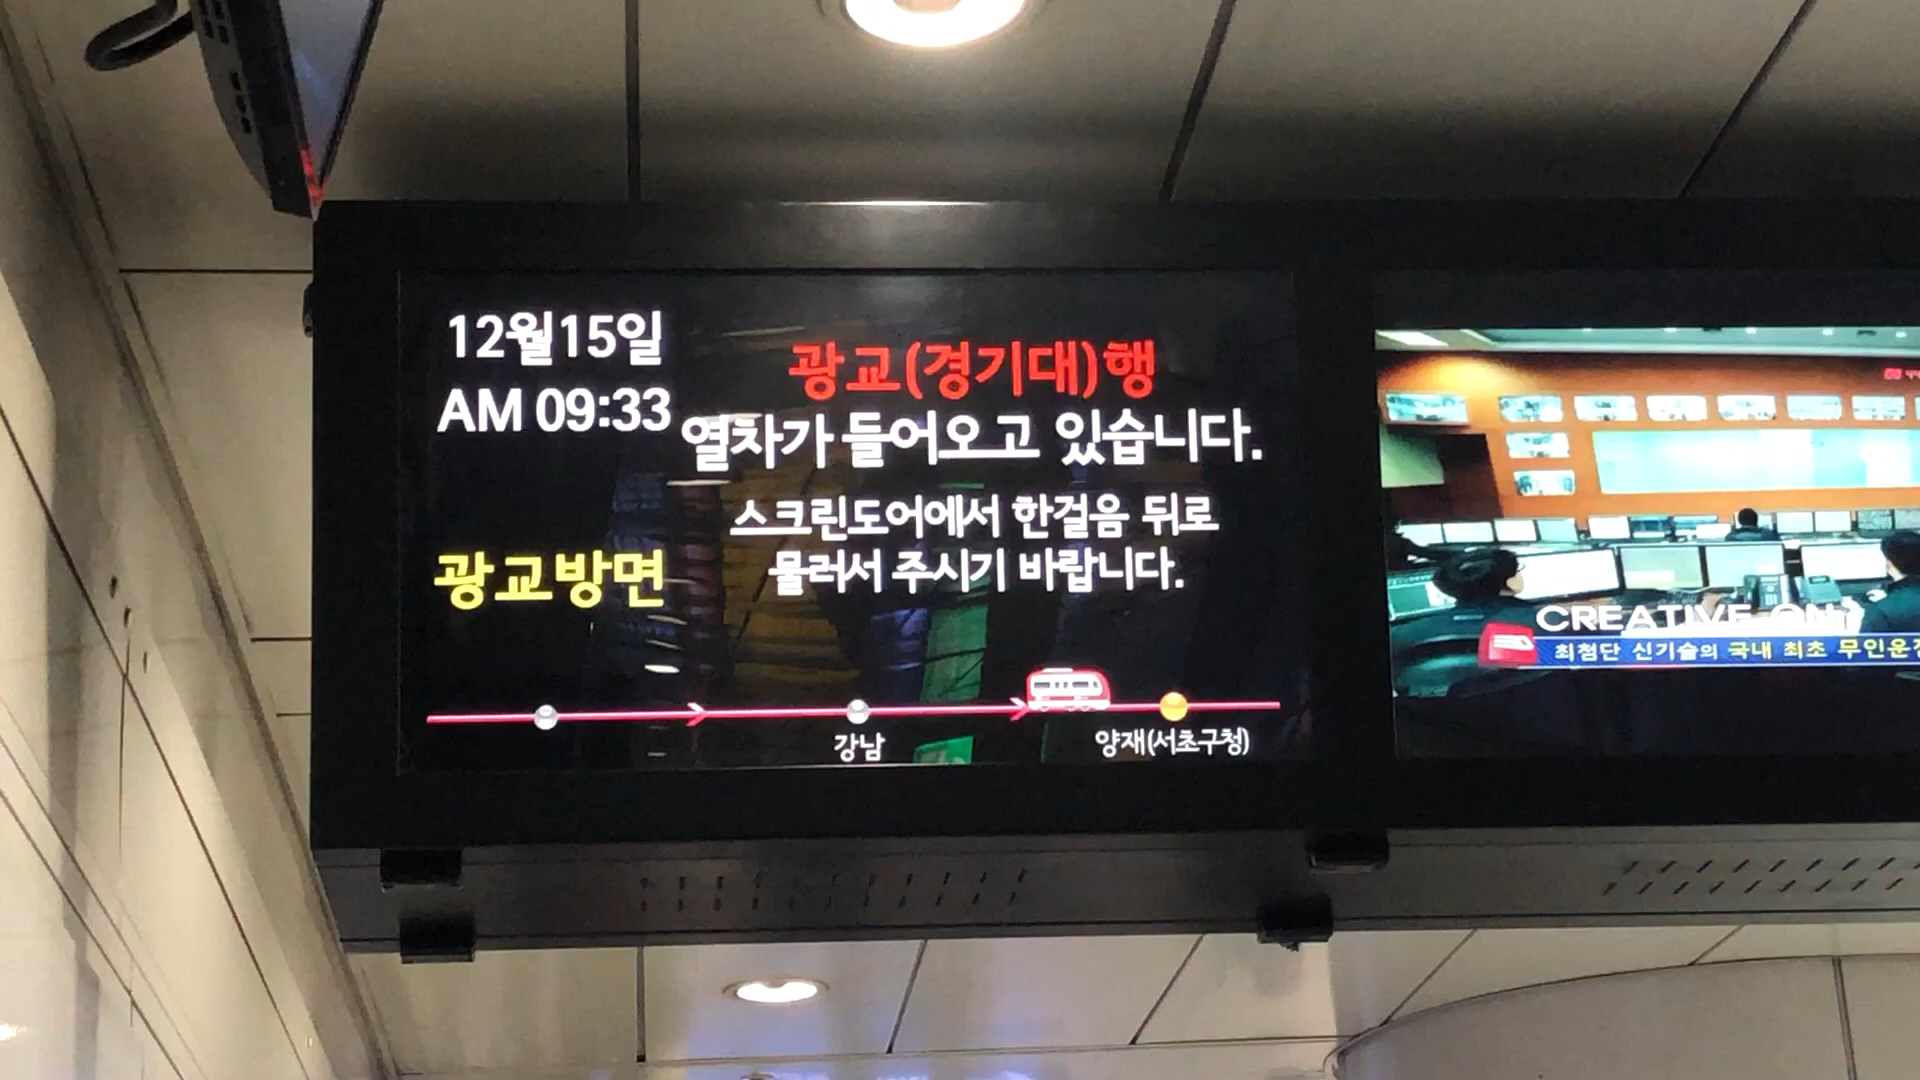 12월15일
AM 09:33
광교방면
광교(경기대)행
열차가 들어오고 있습니다.
스크린도어에서 한걸음 뒤로
물러서 주시기 바랍니다.
강남
양재(서초구청)
CREATIVE ON
최첨단 신기술의 국내 최초 무인운전